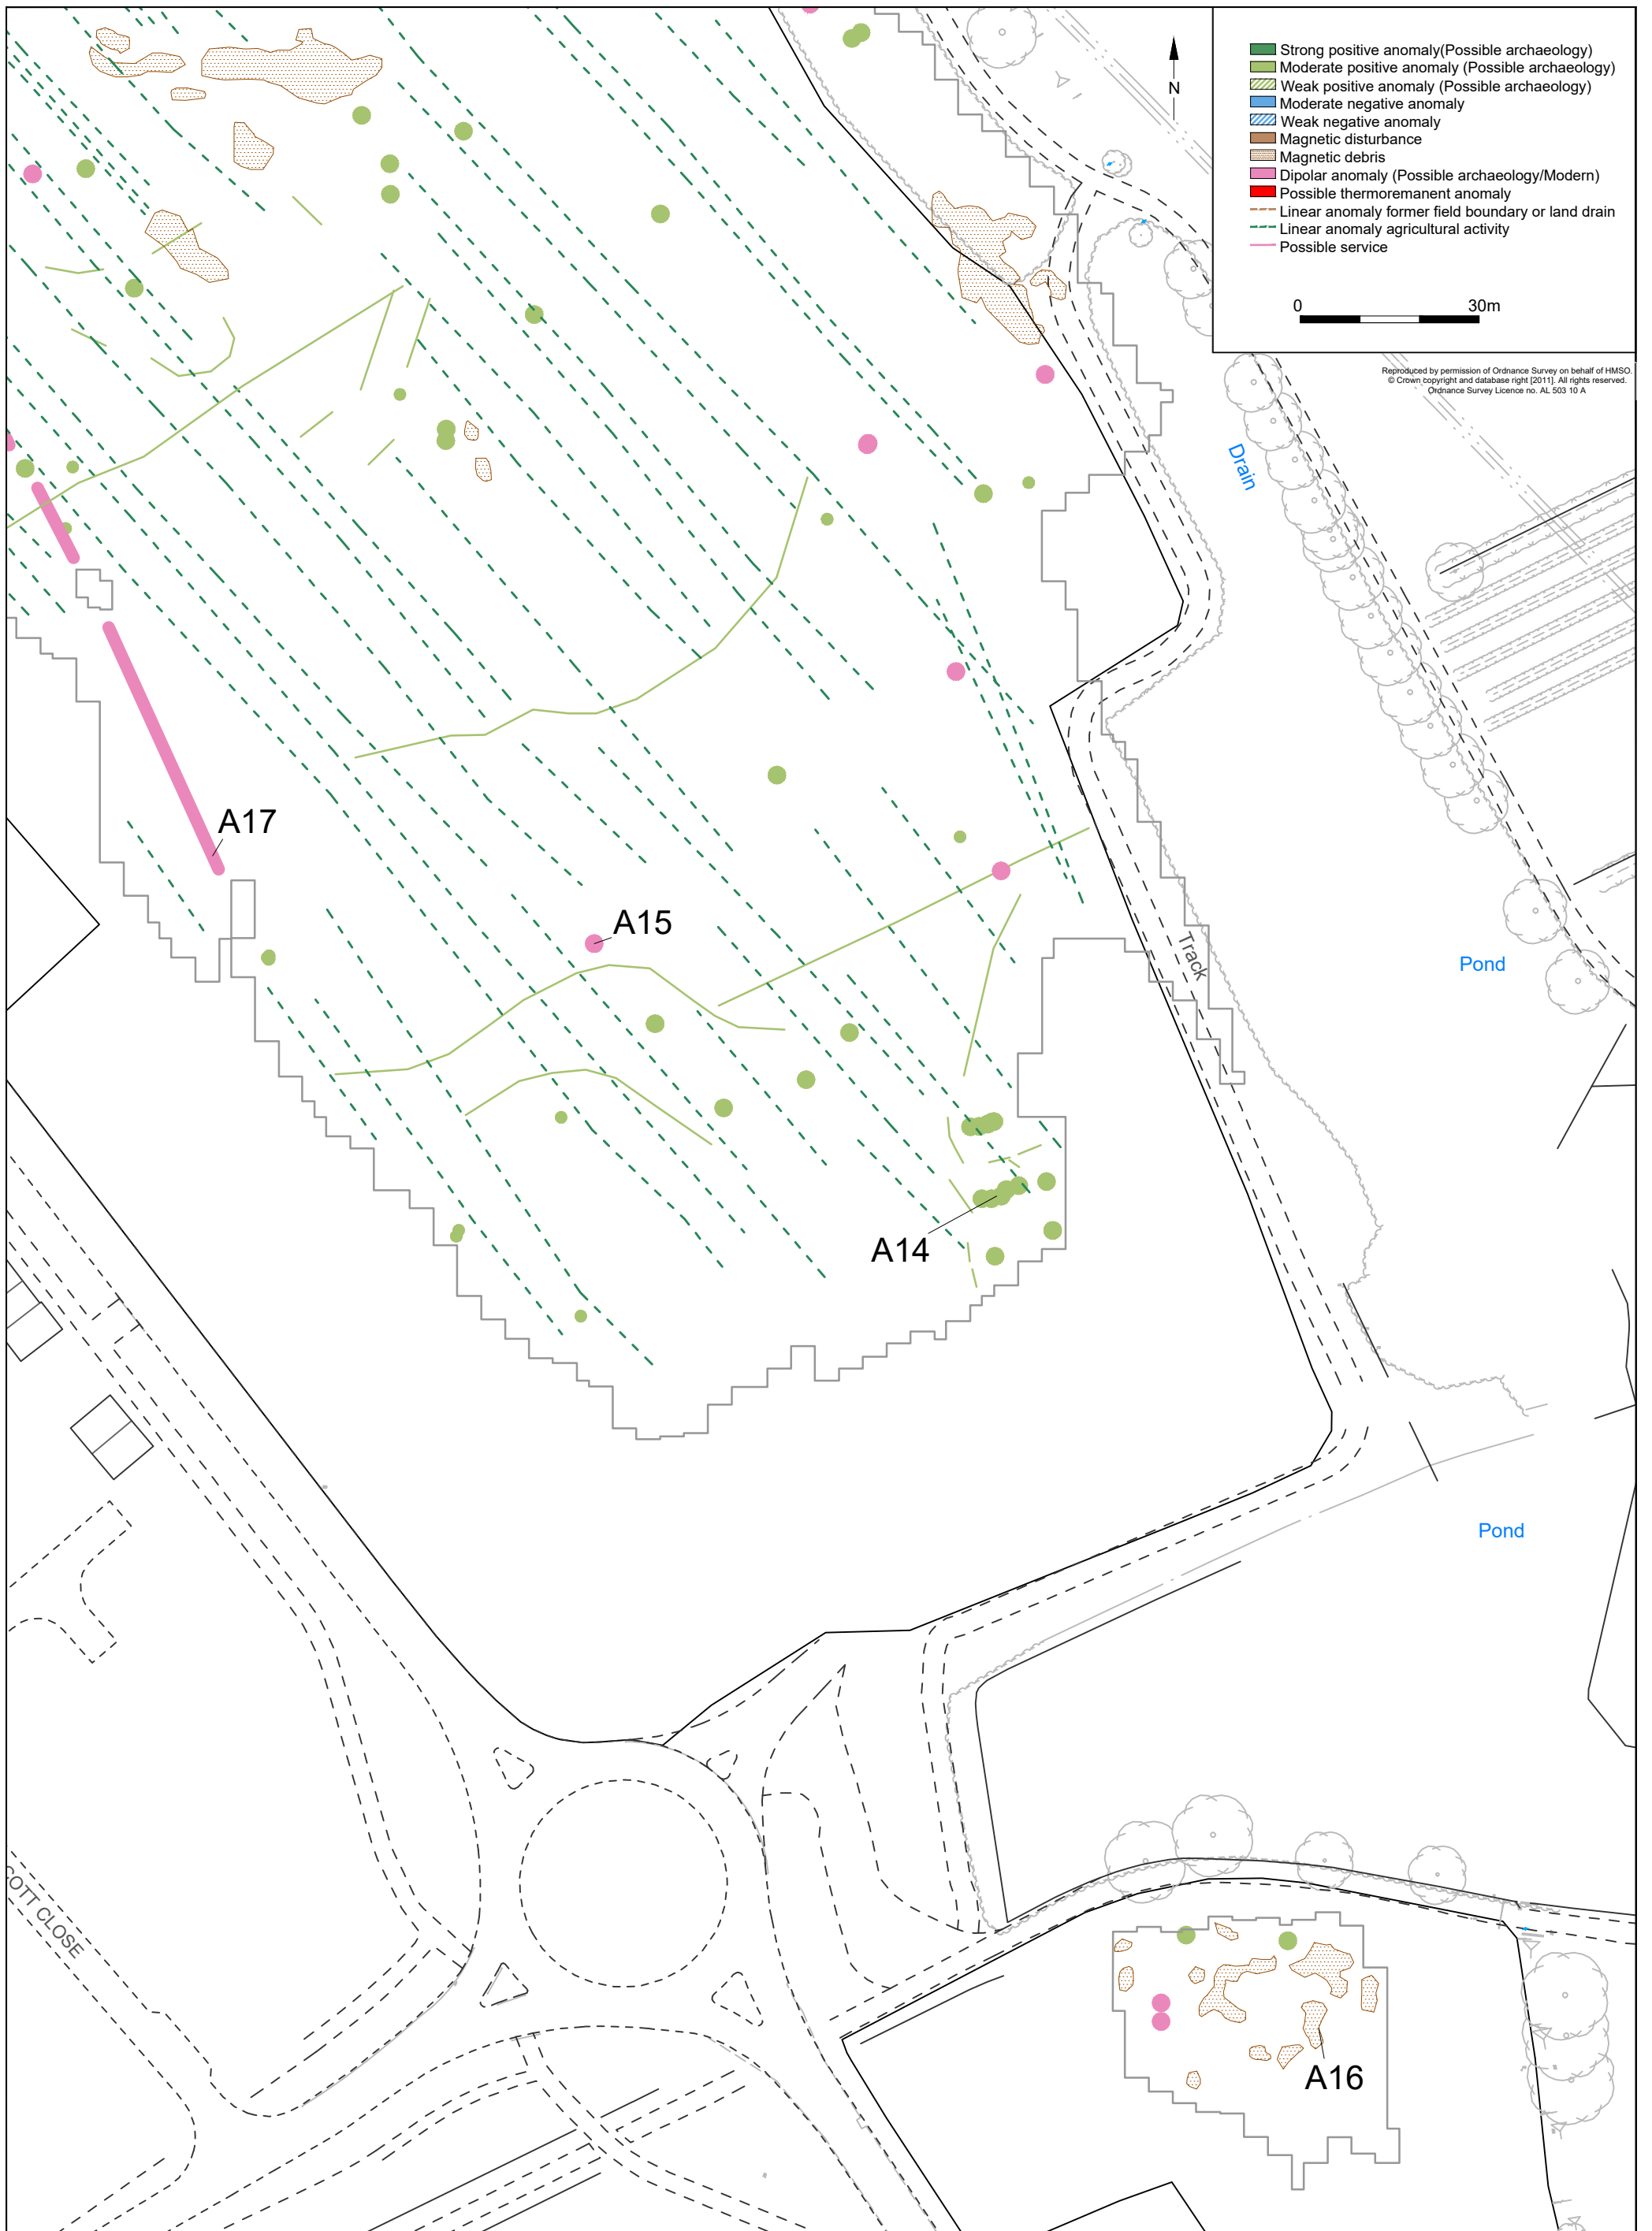 N
Strong positive anomaly(Possible archaeology)
Moderate positive anomaly (Possible archaeology)
Weak positive anomaly (Possible archaeology)
Moderate negative anomaly
Weak negative anomaly
Magnetic disturbance
Magnetic debris
Dipolar anomaly (Possible archaeology/Modern)
Possible thermoremanent anomaly
Linear anomaly former field boundary or land drain
Linear anomaly agricultural activity
Possible service
0 30m
Reproduced by permission of Ordnance Survey on behalf of HMSO.
© Crown copyright and database right [2011]. All rights reserved.
Ordnance Survey Licence no. AL 503 10 A
Drain
A17
A15
Track
Pond
A14
Pond
COTT CLOSE
A16